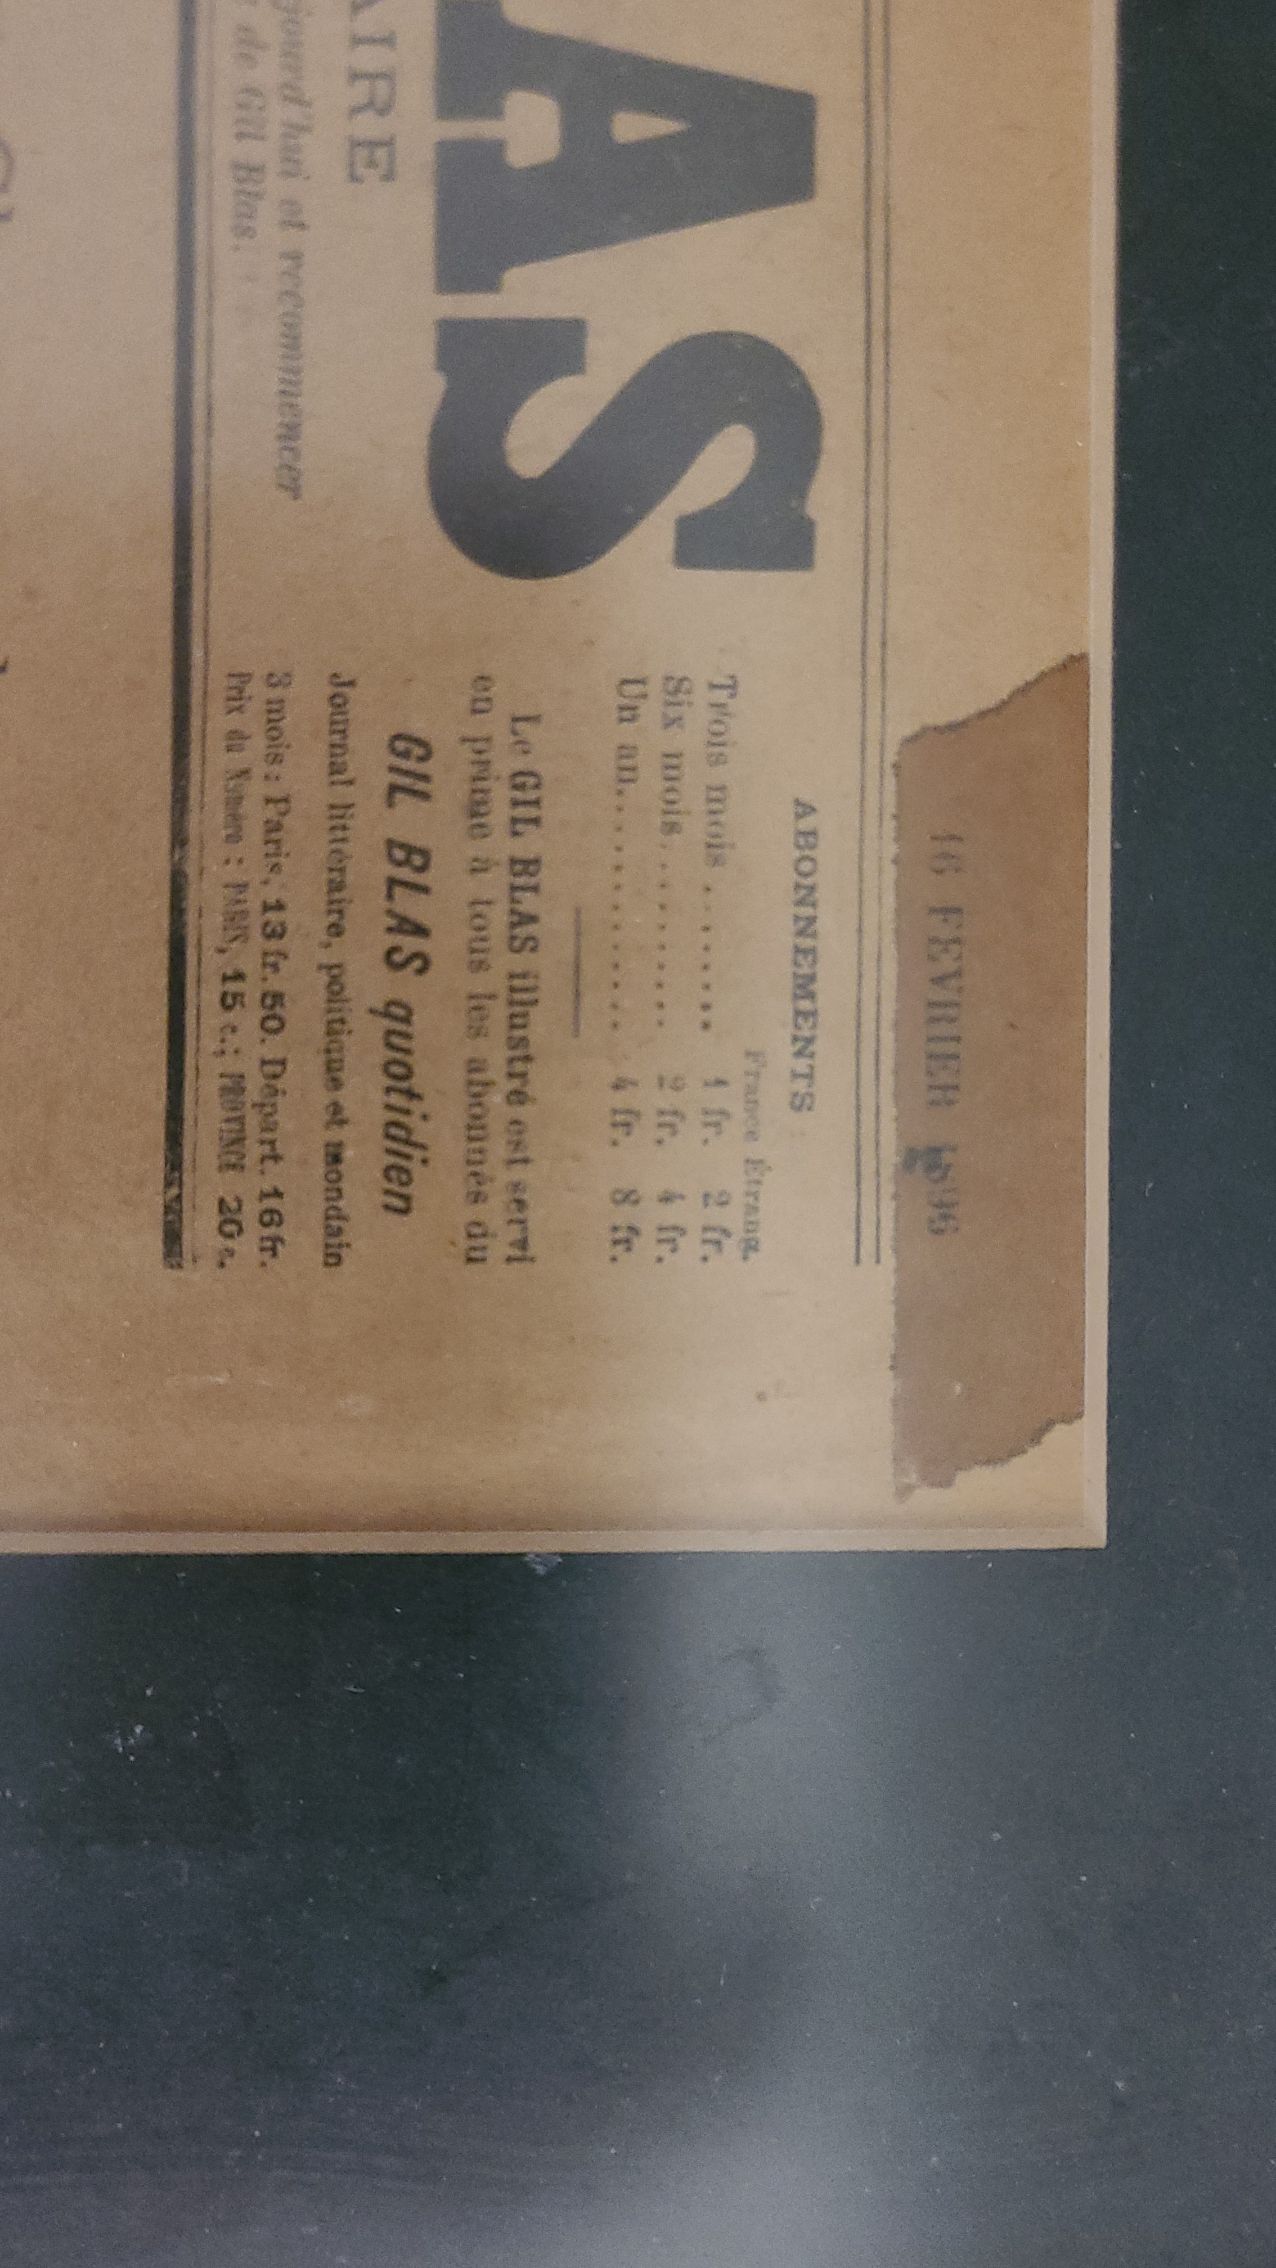 16 FEVRIER 1896
AS
ABONNEMENTS :
France Étrang.
Trois mois ....... 1 fr. 2 fr.
Six mois.......... 2 fr. 4 fr.
Un an............. 4 fr. 8 fr.
Le GIL BLAS illustré est servi
en prime à tous les abonnés du
GIL BLAS quotidien
Journal littéraire, politique et mondain
3 mois : Paris, 13 fr. 50. Départ. 16 fr.
Prix du Numéro : PARIS, 15 c.; PROVINCE 20 c.
AIRE
jourd'hui et recommencer
de Gil Blas.